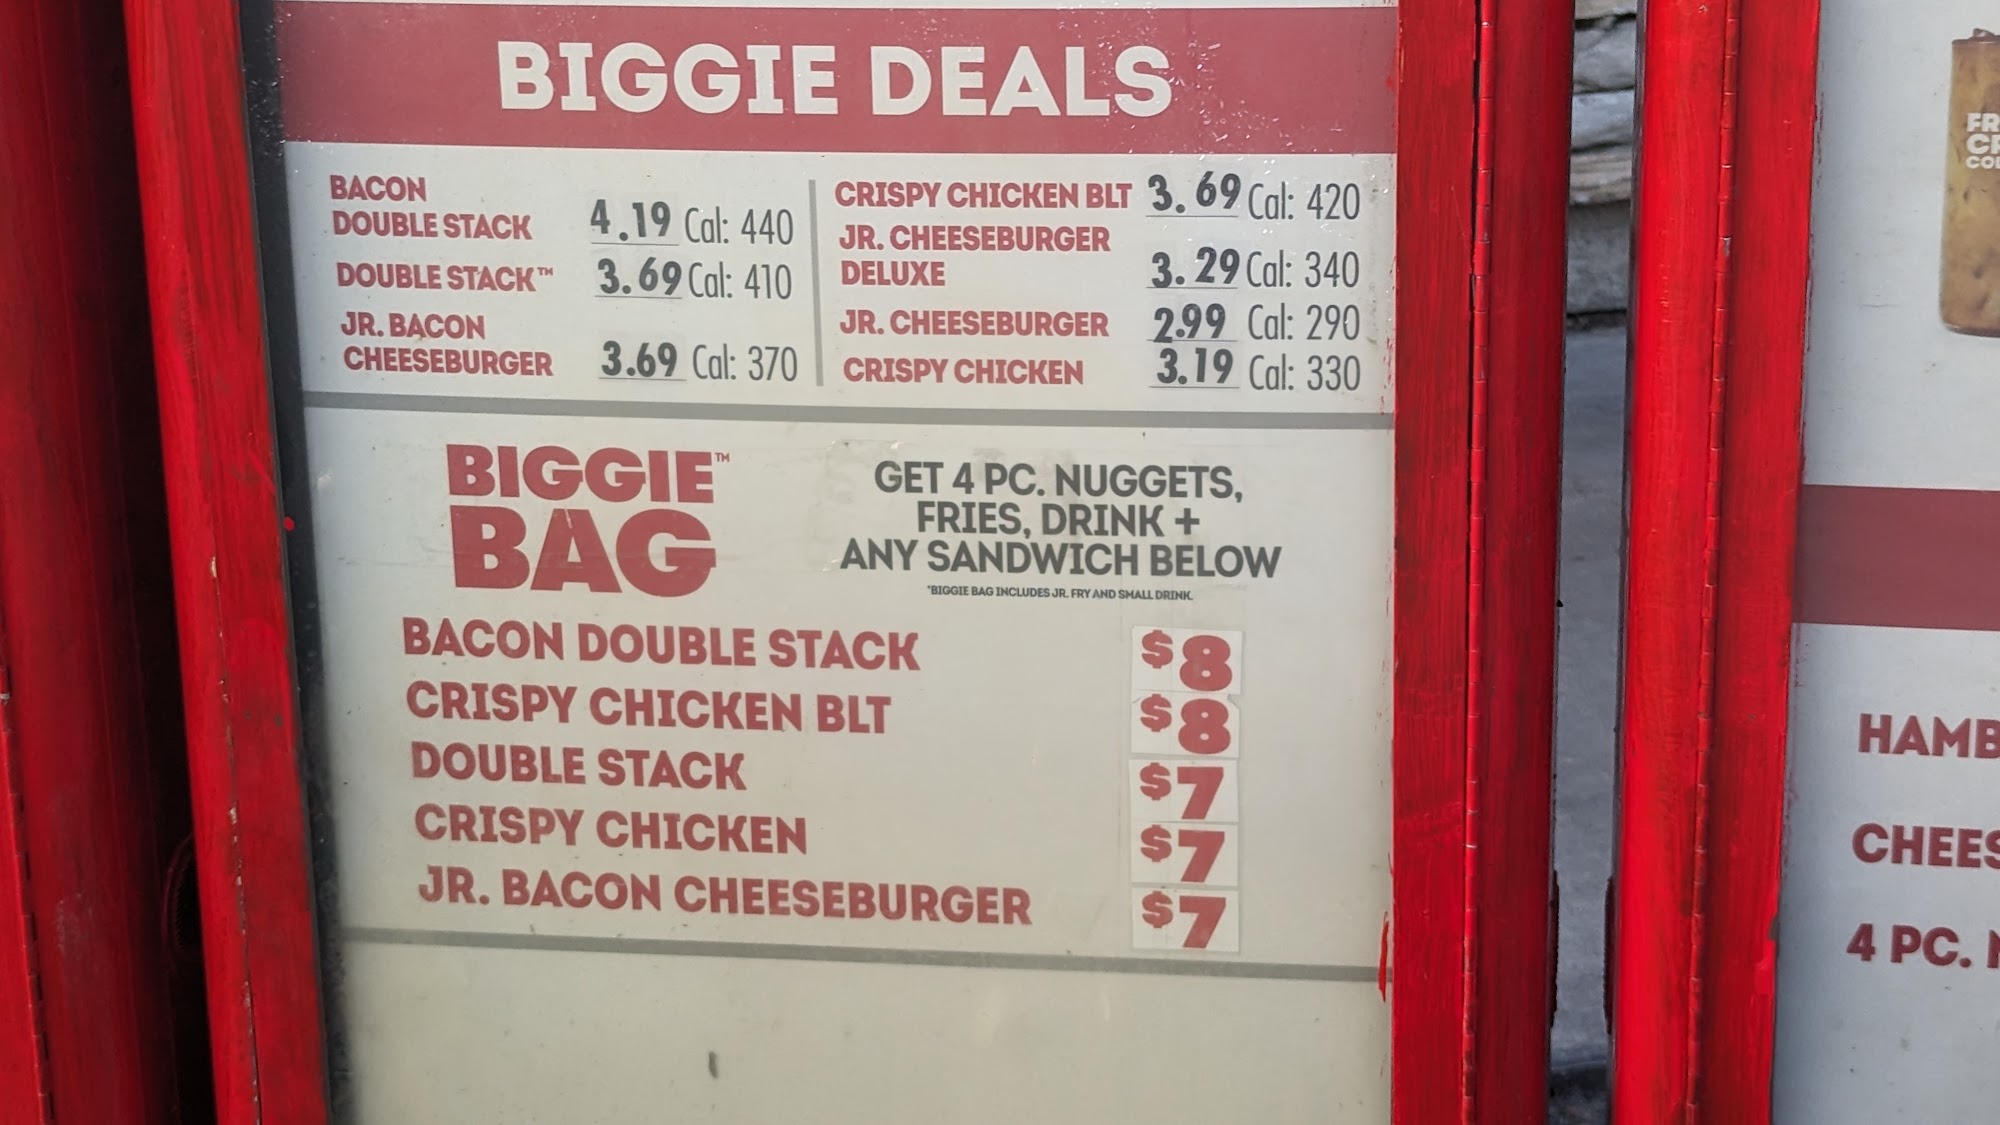 BIGGIE DEALS
BACON
DOUBLE STACK 4.19 Cal: 440
DOUBLE STACK™ 3.69 Cal: 410
JR. BACON
CHEESEBURGER 3.69 Cal: 370
CRISPY CHICKEN BLT 3.69 Cal: 420
JR. CHEESEBURGER
DELUXE 3.29 Cal: 340
JR. CHEESEBURGER 2.99 Cal: 290
CRISPY CHICKEN 3.19 Cal: 330
BIGGIE™
BAG
GET 4 PC. NUGGETS,
FRIES, DRINK +
ANY SANDWICH BELOW
*BIGGIE BAG INCLUDES JR. FRY AND SMALL DRINK.
BACON DOUBLE STACK $8
CRISPY CHICKEN BLT $8
DOUBLE STACK $7
CRISPY CHICKEN $7
JR. BACON CHEESEBURGER $7
4 PC.